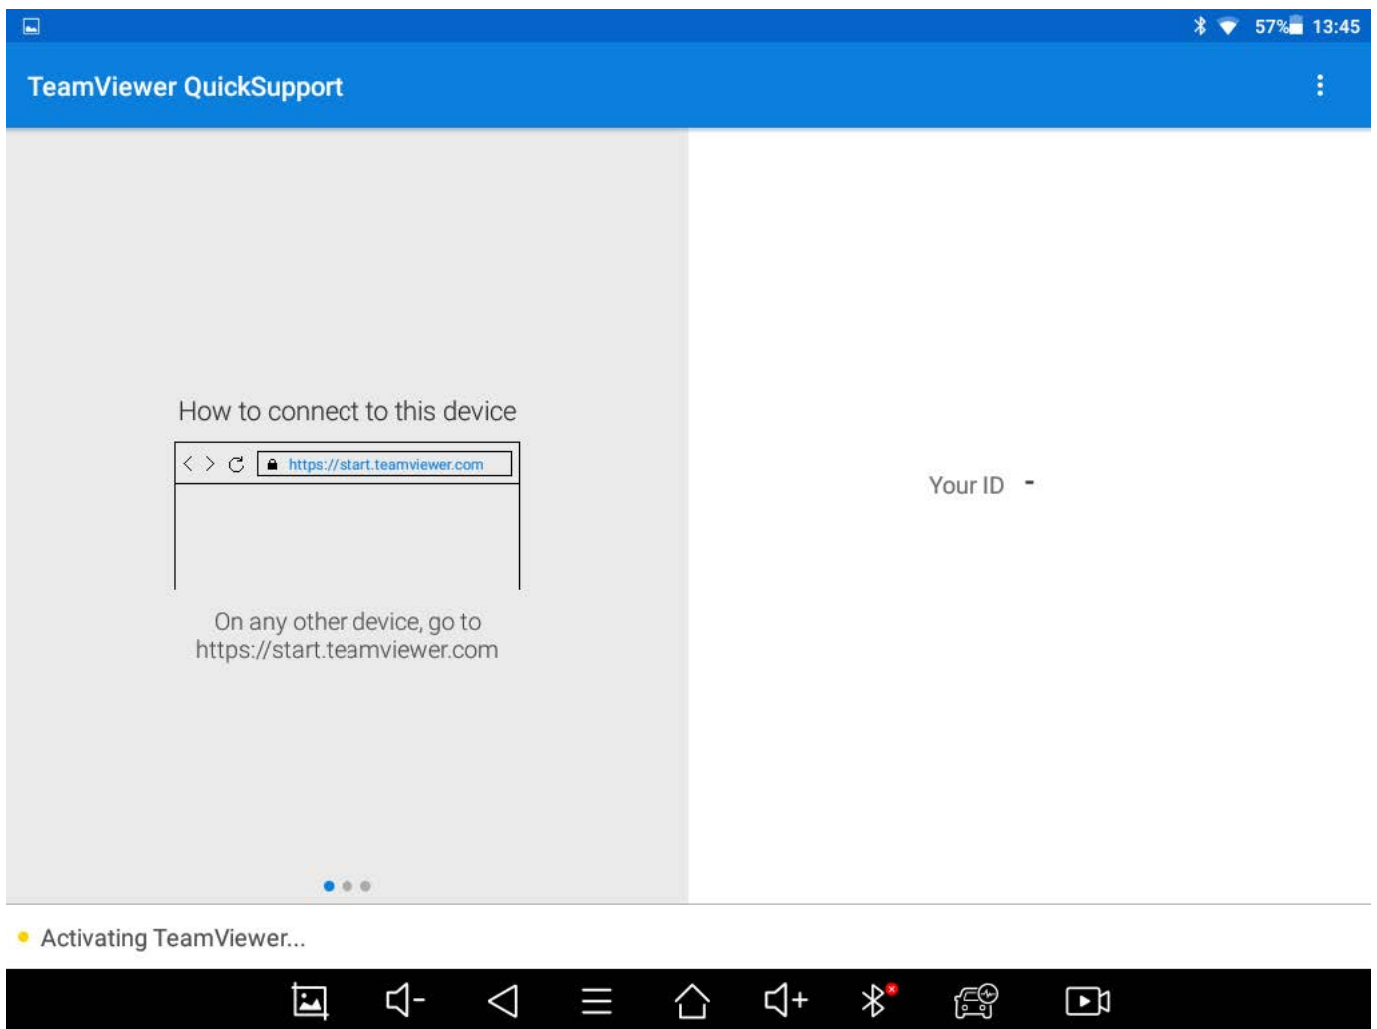 57% 13:45
TeamViewer QuickSupport
How to connect to this device
https://start.teamviewer.com
On any other device, go to
https://start.teamviewer.com
Your ID -
Activating TeamViewer...